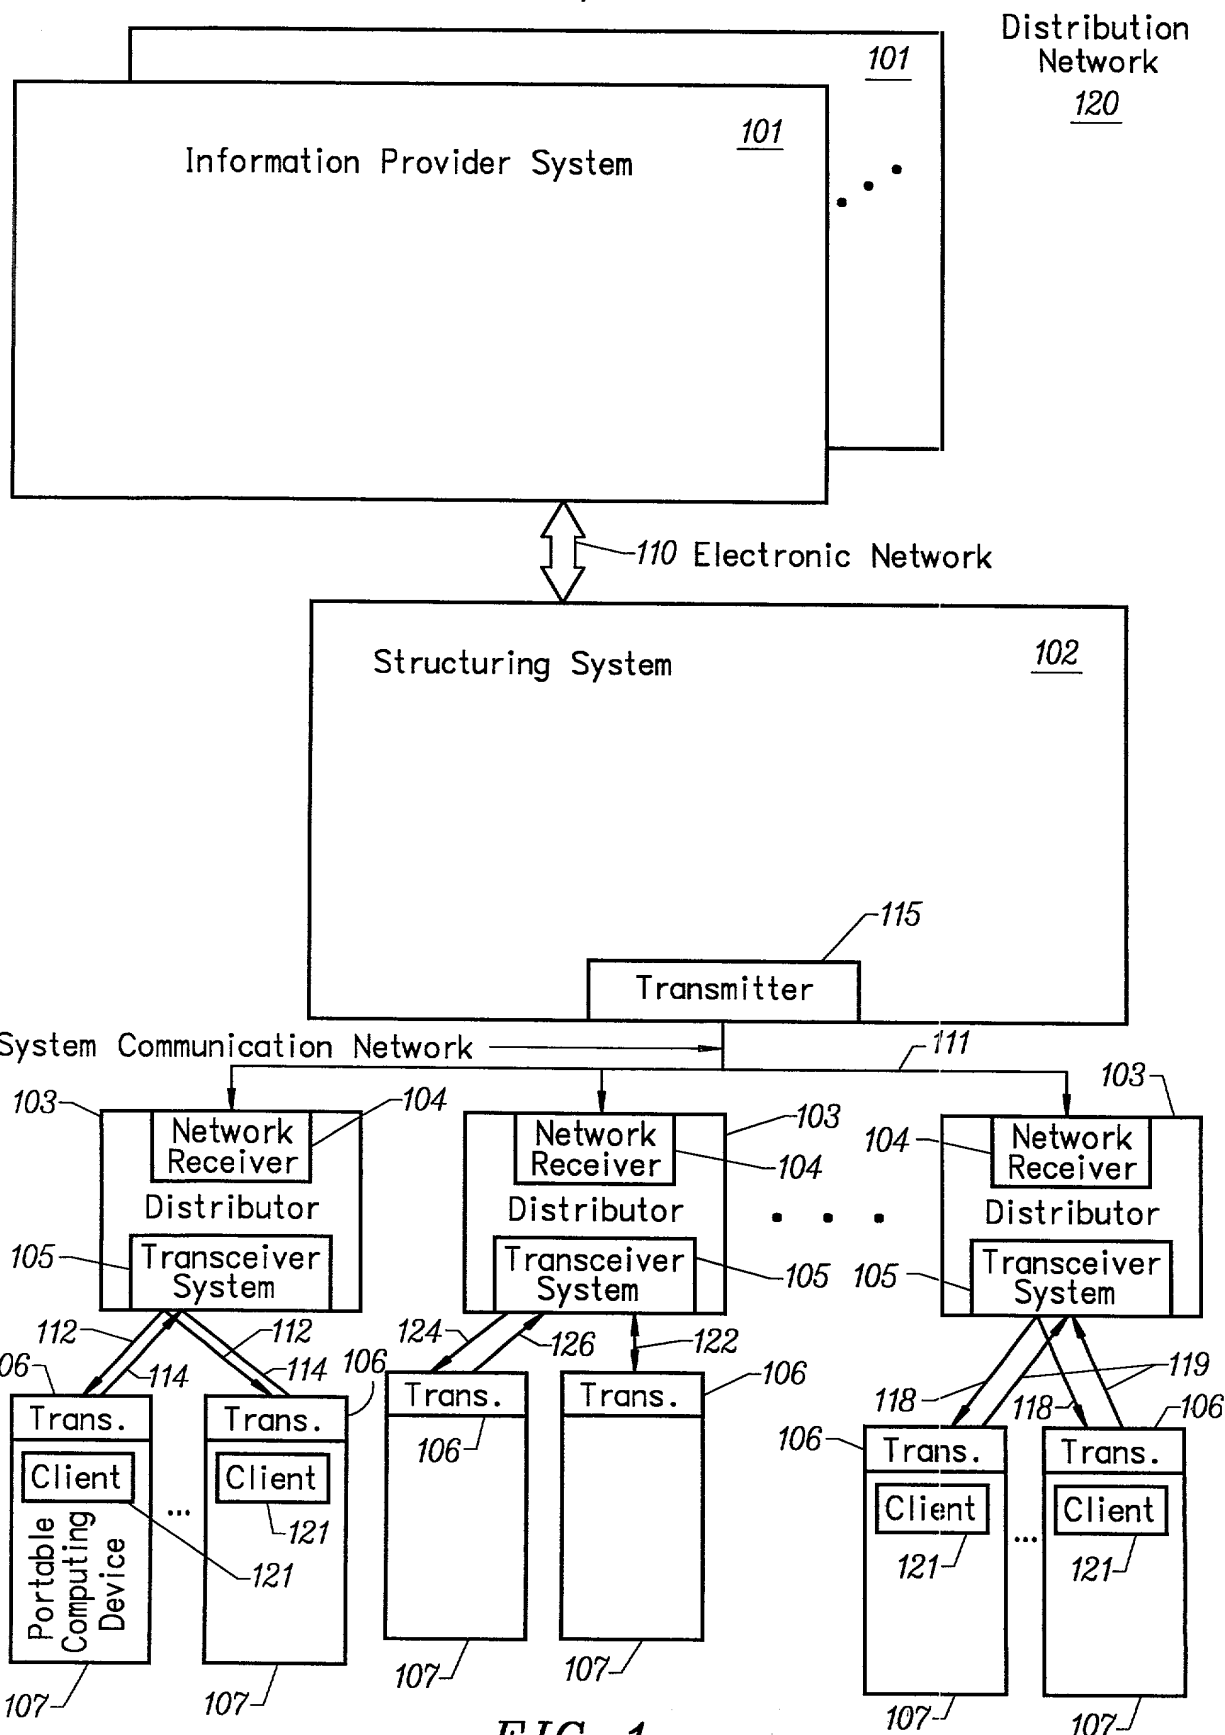 Distribution
Network
120
101
101
Information Provider System
110 Electronic Network
Structuring System
102
115
Transmitter
System Communication Network
111
103
104
Network
Receiver
Distributor
105
Transceiver
System
103
104
Network
Receiver
Distributor
105
Transceiver
System
103
104
Network
Receiver
Distributor
105
Transceiver
System
112
114
112
114
124
126
122
118
118
119
106
Trans.
Client
121
Portable
Computing
Device
107
...
106
Trans.
Client
121
107
Trans.
106
107
106
Trans.
107
106
Trans.
Client
121
107
...
106
Trans.
Client
121
107
FIG. 1